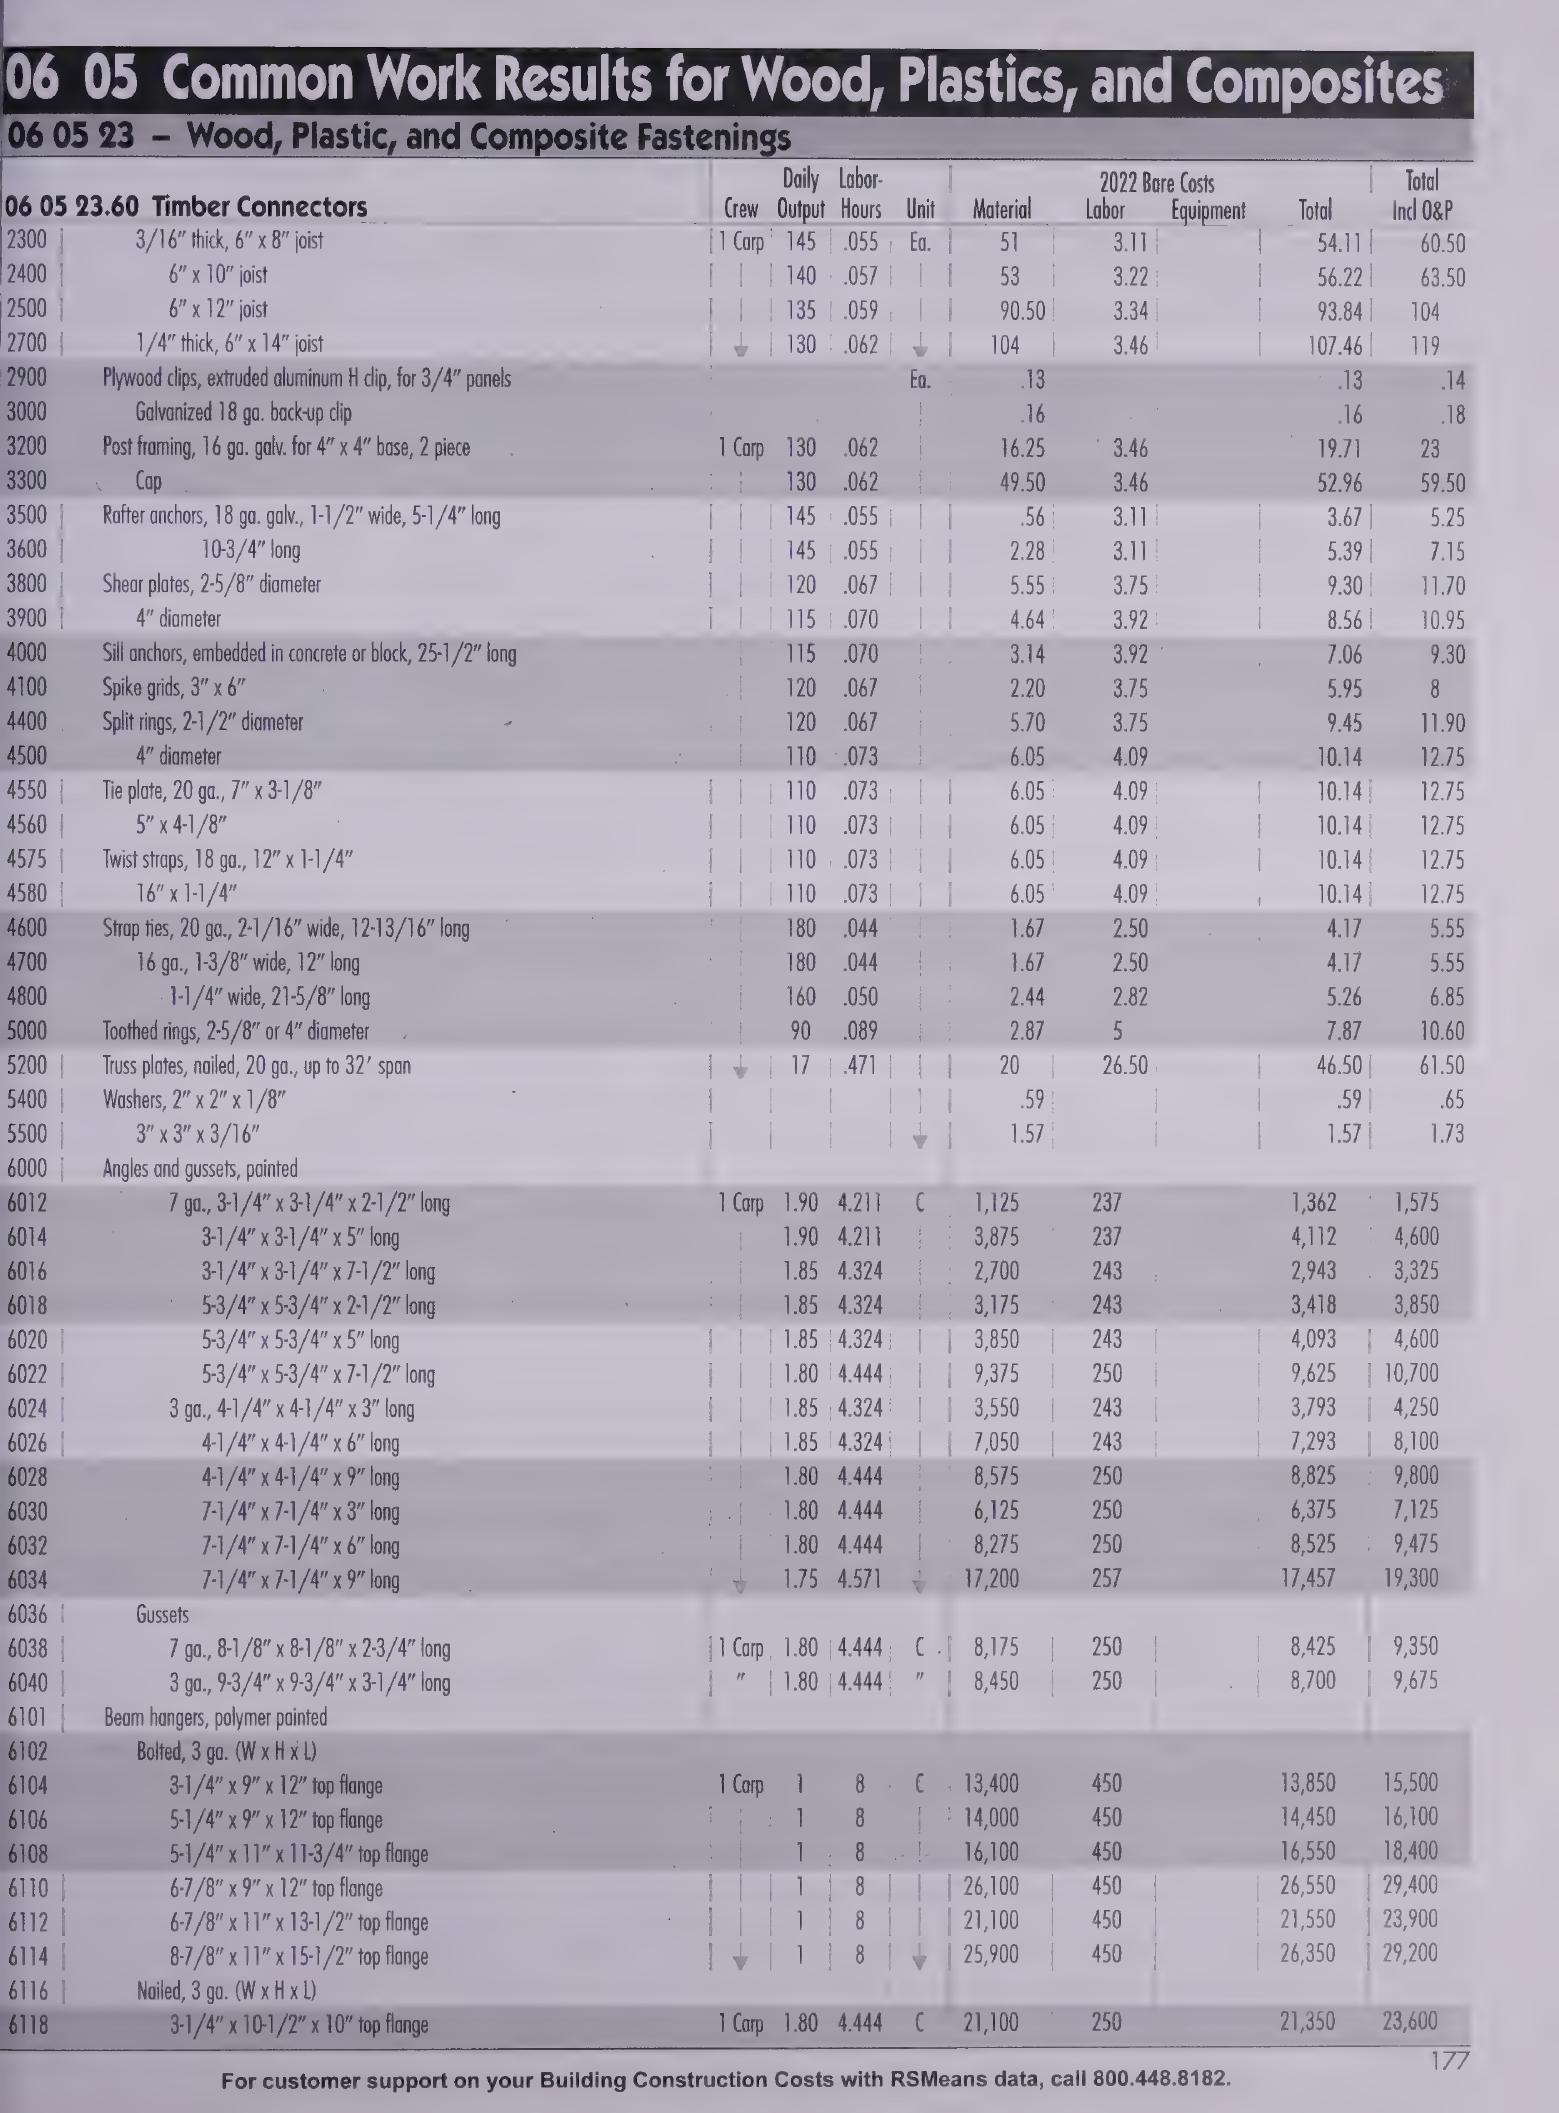 06 05 Common Work Results for Wood, Plastics, and Composites
06 05 23 – Wood, Plastic, and Composite Fastenings
Daily Labor- 2022 Bare Costs Total
06 05 23.60 Timber Connectors Crew Output Hours Unit Material Labor Equipment Total Incl O&P
2300 3/16" thick, 6" x 8" joist 1 Carp 145 .055 Ea. 51 3.11 54.11 60.50
2400 6" x 10" joist 140 .057 53 3.22 56.22 63.50
2500 6" x 12" joist 135 .059 90.50 3.34 93.84 104
2700 1/4" thick, 6" x 14" joist 130 .062 104 3.46 107.46 119
2900 Plywood clips, extruded aluminum H clip, for 3/4" panels Ea. .13 .13 .14
3000 Galvanized 18 ga. back-up clip .16 .16 .18
3200 Post framing, 16 ga. galv. for 4" x 4" base, 2 piece 1 Carp 130 .062 16.25 3.46 19.71 23
3300 Cap 130 .062 49.50 3.46 52.96 59.50
3500 Rafter anchors, 18 ga. galv., 1-1/2" wide, 5-1/4" long 145 .055 .56 3.11 3.67 5.25
3600 10-3/4" long 145 .055 2.28 3.11 5.39 7.15
3800 Shear plates, 2-5/8" diameter 120 .067 5.55 3.75 9.30 11.70
3900 4" diameter 115 .070 4.64 3.92 8.56 10.95
4000 Sill anchors, embedded in concrete or block, 25-1/2" long 115 .070 3.14 3.92 7.06 9.30
4100 Spike grids, 3" x 6" 120 .067 2.20 3.75 5.95 8
4400 Split rings, 2-1/2" diameter 120 .067 5.70 3.75 9.45 11.90
4500 4" diameter 110 .073 6.05 4.09 10.14 12.75
4550 Tie plate, 20 ga., 7" x 3-1/8" 110 .073 6.05 4.09 10.14 12.75
4560 5" x 4-1/8" 110 .073 6.05 4.09 10.14 12.75
4575 Twist straps, 18 ga., 12" x 1-1/4" 110 .073 6.05 4.09 10.14 12.75
4580 16" x 1-1/4" 110 .073 6.05 4.09 10.14 12.75
4600 Strap ties, 20 ga., 2-1/16" wide, 12-13/16" long 180 .044 1.67 2.50 4.17 5.55
4700 16 ga., 1-3/8" wide, 12" long 180 .044 1.67 2.50 4.17 5.55
4800 1-1/4" wide, 21-5/8" long 160 .050 2.44 2.82 5.26 6.85
5000 Toothed rings, 2-5/8" or 4" diameter 90 .089 2.87 5 7.87 10.60
5200 Truss plates, nailed, 20 ga., up to 32' span 17 .471 20 26.50 46.50 61.50
5400 Washers, 2" x 2" x 1/8" .59 .59 .65
5500 3" x 3" x 3/16" 1.57 1.57 1.73
6000 Angles and gussets, painted
6012 7 ga., 3-1/4" x 3-1/4" x 2-1/2" long 1 Carp 1.90 4.211 C 1,125 237 1,362 1,575
6014 3-1/4" x 3-1/4" x 5" long 1.90 4.211 3,875 237 4,112 4,600
6016 3-1/4" x 3-1/4" x 7-1/2" long 1.85 4.324 2,700 243 2,943 3,325
6018 5-3/4" x 5-3/4" x 2-1/2" long 1.85 4.324 3,175 243 3,418 3,850
6020 5-3/4" x 5-3/4" x 5" long 1.85 4.324 3,850 243 4,093 4,600
6022 5-3/4" x 5-3/4" x 7-1/2" long 1.80 4.444 9,375 250 9,625 10,700
6024 3 ga., 4-1/4" x 4-1/4" x 3" long 1.85 4.324 3,550 243 3,793 4,250
6026 4-1/4" x 4-1/4" x 6" long 1.85 4.324 7,050 243 7,293 8,100
6028 4-1/4" x 4-1/4" x 9" long 1.80 4.444 8,575 250 8,825 9,800
6030 7-1/4" x 7-1/4" x 3" long 1.80 4.444 6,125 250 6,375 7,125
6032 7-1/4" x 7-1/4" x 6" long 1.80 4.444 8,275 250 8,525 9,475
6034 7-1/4" x 7-1/4" x 9" long 1.75 4.571 17,200 257 17,457 19,300
6036 Gussets
6038 7 ga., 8-1/8" x 8-1/8" x 2-3/4" long 1 Carp 1.80 4.444 C 8,175 250 8,425 9,350
6040 3 ga., 9-3/4" x 9-3/4" x 3-1/4" long " 1.80 4.444 " 8,450 250 8,700 9,675
6101 Beam hangers, polymer painted
6102 Bolted, 3 ga. (W x H x L)
6104 3-1/4" x 9" x 12" top flange 1 Carp 1 8 C 13,400 450 13,850 15,500
6106 5-1/4" x 9" x 12" top flange 1 8 14,000 450 14,450 16,100
6108 5-1/4" x 11" x 11-3/4" top flange 1 8 16,100 450 16,550 18,400
6110 6-7/8" x 9" x 12" top flange 1 8 26,100 450 26,550 29,400
6112 6-7/8" x 11" x 13-1/2" top flange 1 8 21,100 450 21,550 23,900
6114 8-7/8" x 11" x 15-1/2" top flange 1 8 25,900 450 26,350 29,200
6116 Nailed, 3 ga. (W x H x L)
6118 3-1/4" x 10-1/2" x 10" top flange 1 Carp 1.80 4.444 C 21,100 250 21,350 23,600
177
For customer support on your Building Construction Costs with RSMeans data, call 800.448.8182.